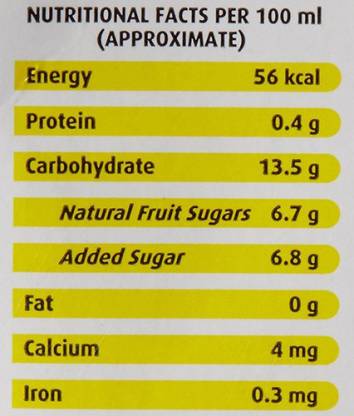 NUTRITIONAL FACTS PER 100 ml
(APPROXIMATE)
Energy 56 kcal
Protein 0.4 g
Carbohydrate 13.5 g
Natural Fruit Sugars 6.7 g
Added Sugar 6.8 g
Fat 0 g
Calcium 4 mg
Iron 0.3 mg